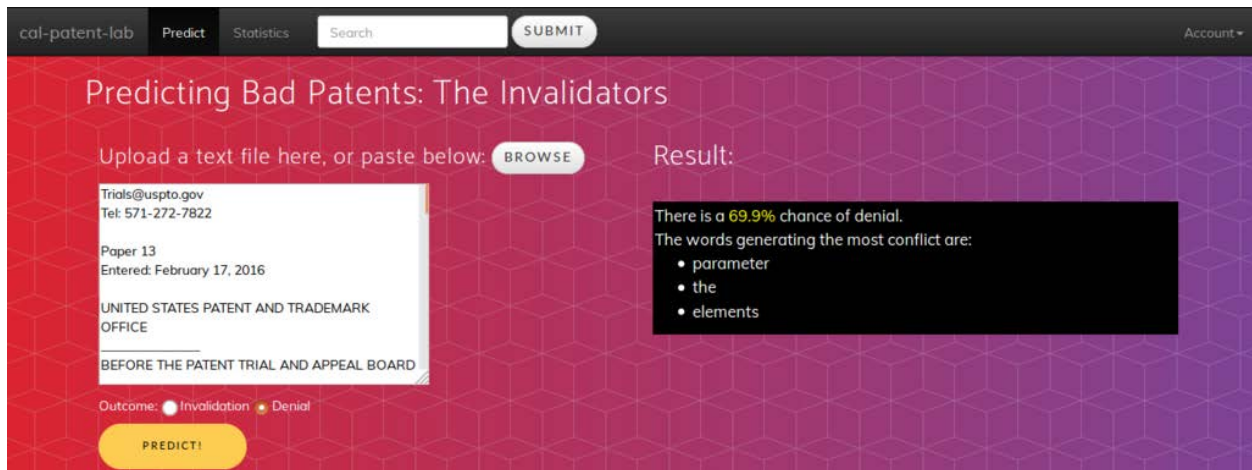 cal-patent-lab Predict Statistics Search SUBMIT Account
Predicting Bad Patents: The Invalidators
Upload a text file here, or paste below: BROWSE
Trials@uspto.gov
Tel: 571-272-7822
Paper 13
Entered: February 17, 2016
UNITED STATES PATENT AND TRADEMARK
OFFICE
_______________
BEFORE THE PATENT TRIAL AND APPEAL BOARD
Outcome: Invalidation Denial
PREDICT!
Result:
There is a 69.9% chance of denial.
The words generating the most conflict are:
• parameter
• the
• elements